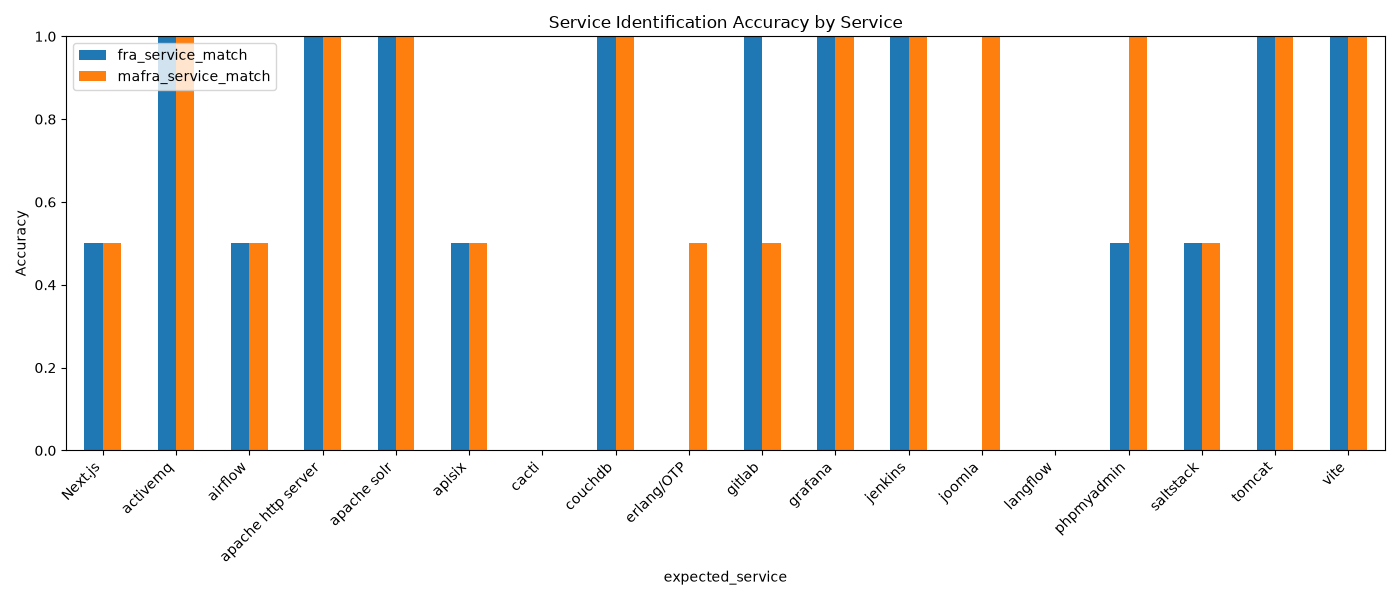 Service Identification Accuracy by Service
fra_service_match
mafra_service_match
Accuracy
1.0
0.8
0.6
0.4
0.2
0.0
Next.js
activemq
airflow
apache http server
apache solr
apisix
cacti
couchdb
erlang/OTP
gitlab
grafana
jenkins
joomla
langflow
phpmyadmin
saltstack
tomcat
vite
expected_service